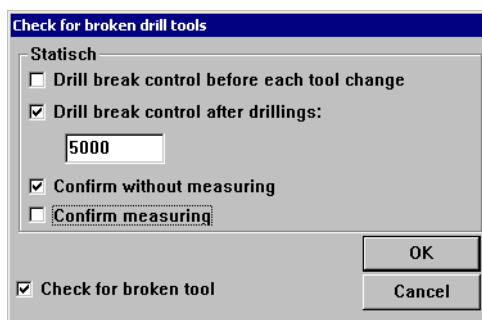 Check for broken drill tools
Statisch
Drill break control before each tool change
Drill break control after drillings:
5000
Confirm without measuring
Confirm measuring
OK
Check for broken tool
Cancel